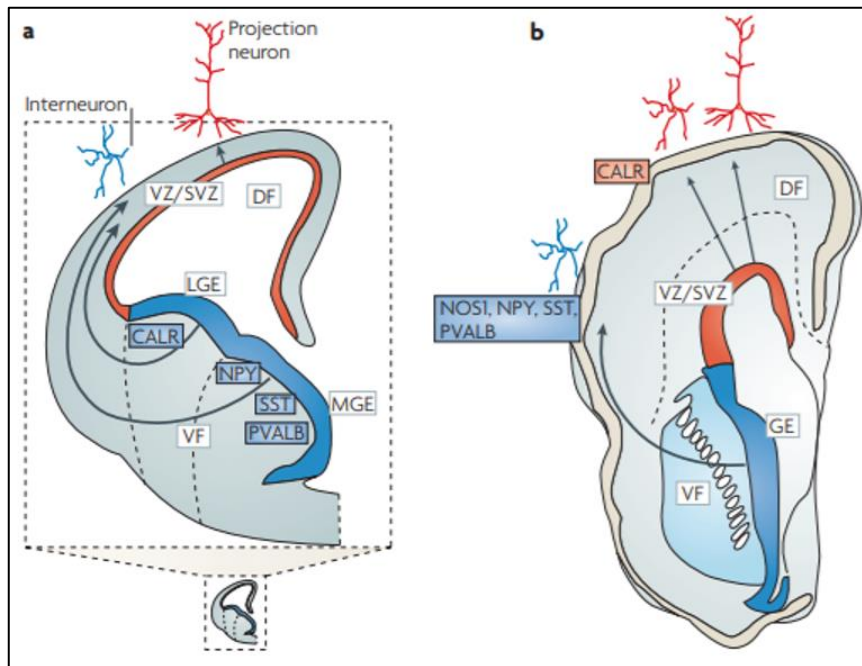 a
Projection
neuron
Interneuron
VZ/SVZ
DF
LGE
CALR
NPY
SST
MGE
VF
PVALB
b
CALR
DF
VZ/SVZ
NOS1, NPY, SST,
PVALB
GE
VF